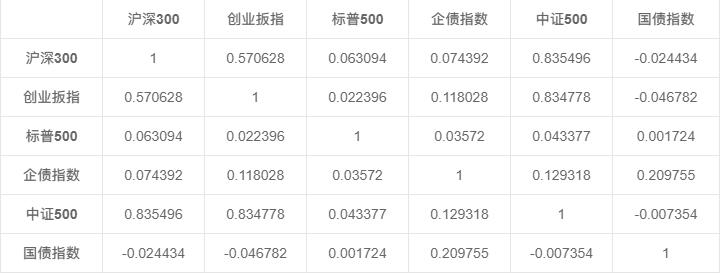 沪深300 创业扳指 标普500 企债指数 中证500 国债指数
沪深300 1 0.570628 0.063094 0.074392 0.835496 -0.024434
创业扳指 0.570628 1 0.022396 0.118028 0.834778 -0.046782
标普500 0.063094 0.022396 1 0.03572 0.043377 0.001724
企债指数 0.074392 0.118028 0.03572 1 0.129318 0.209755
中证500 0.835496 0.834778 0.043377 0.129318 1 -0.007354
国债指数 -0.024434 -0.046782 0.001724 0.209755 -0.007354 1